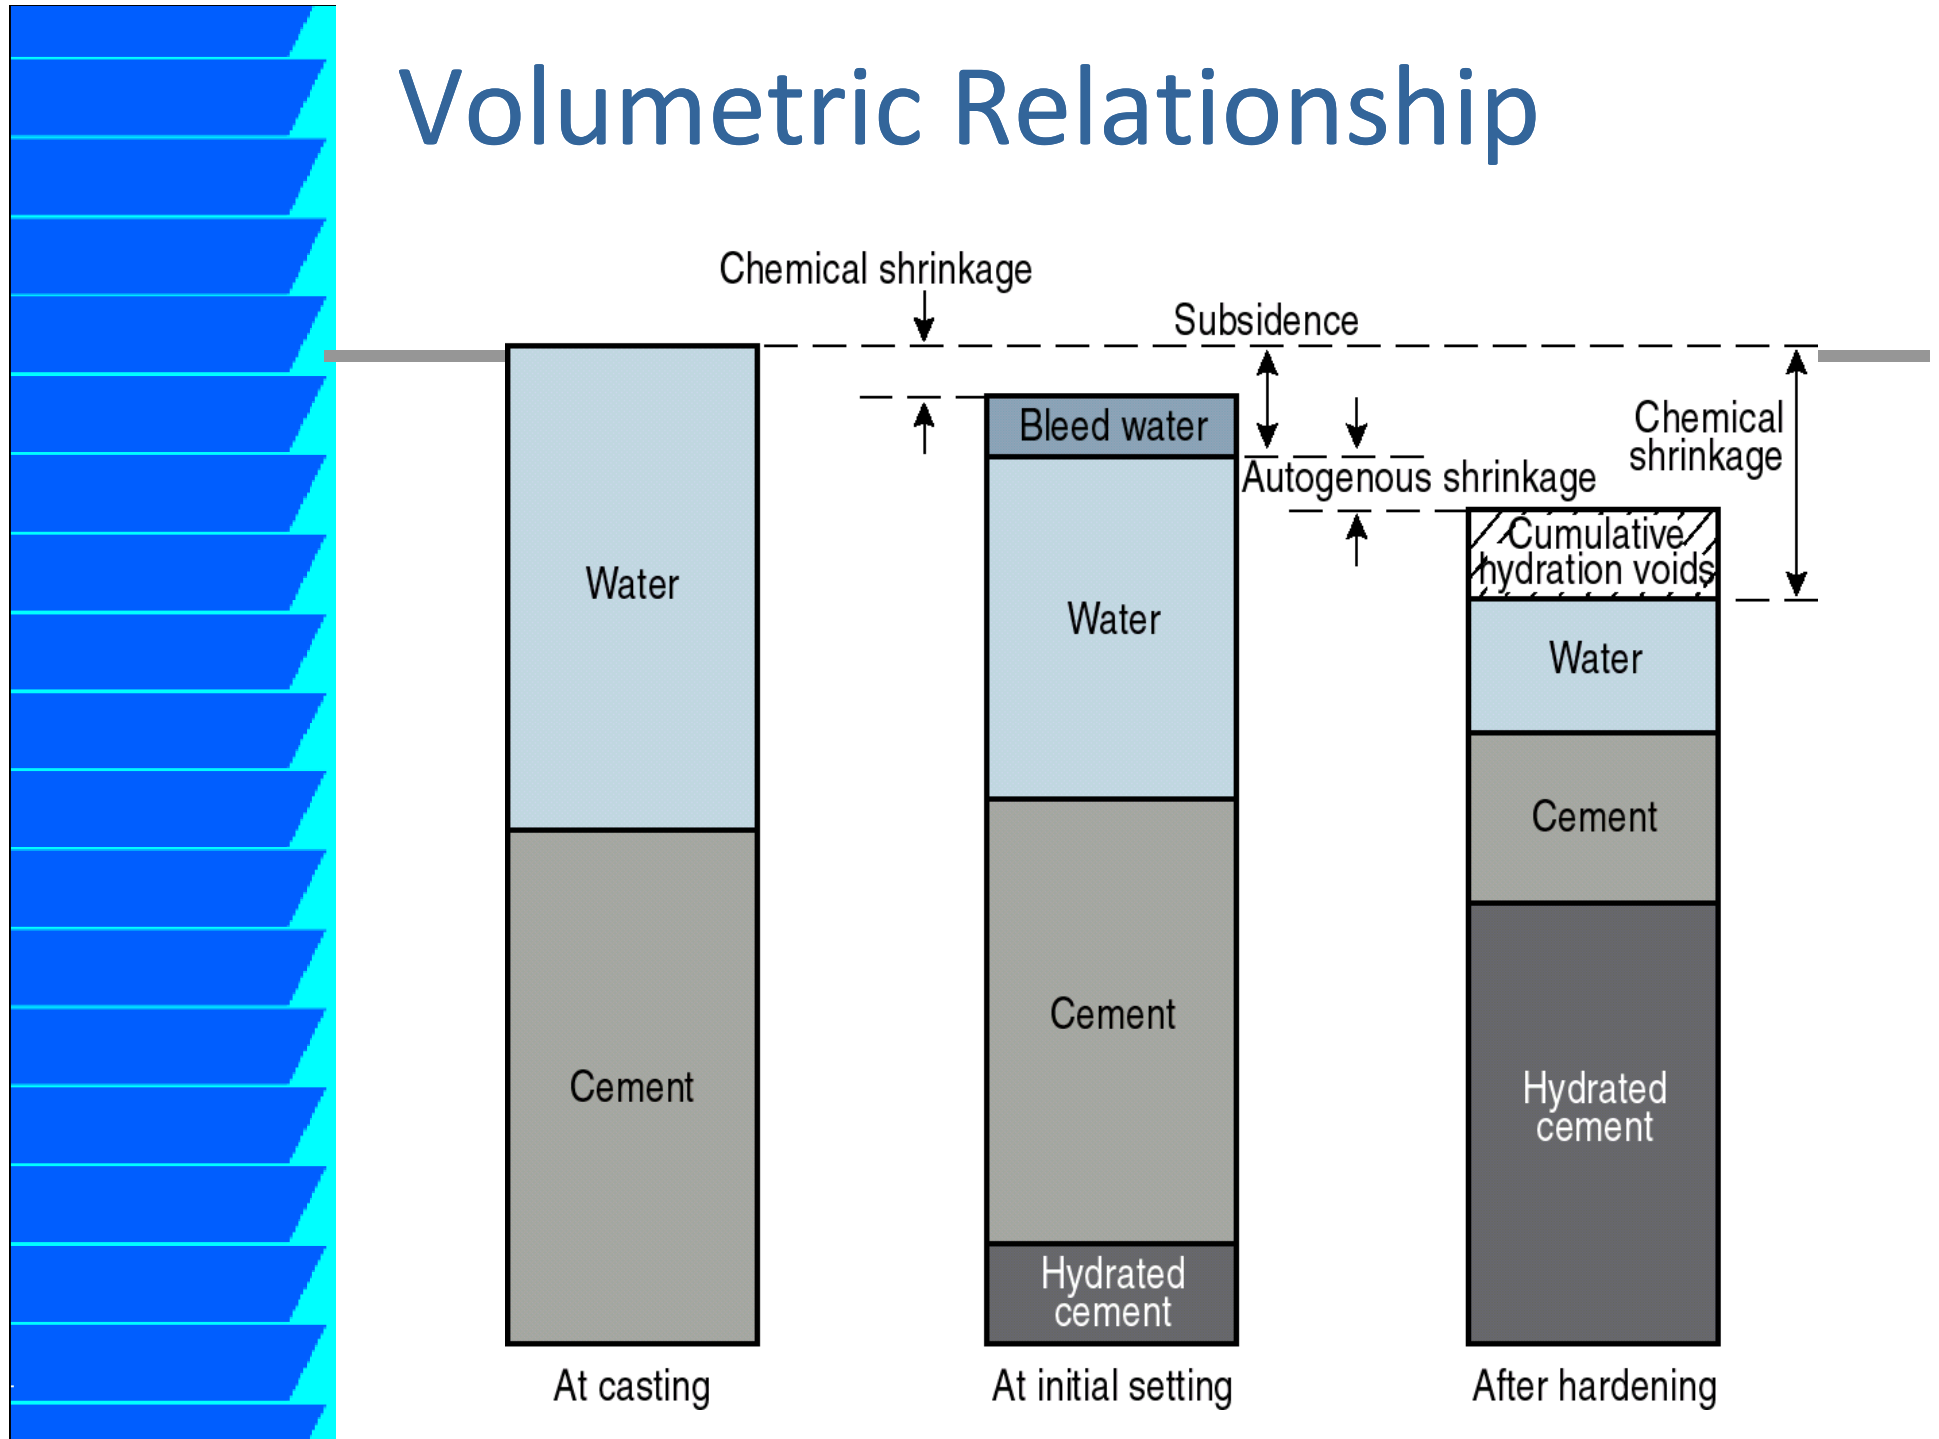 Volumetric Relationship
Chemical shrinkage
Subsidence
Bleed water
Chemical
shrinkage
Autogenous shrinkage
Cumulative
hydration voids
Water
Water
Water
Cement
Cement
Cement
Hydrated
cement
Hydrated
cement
At casting
At initial setting
After hardening